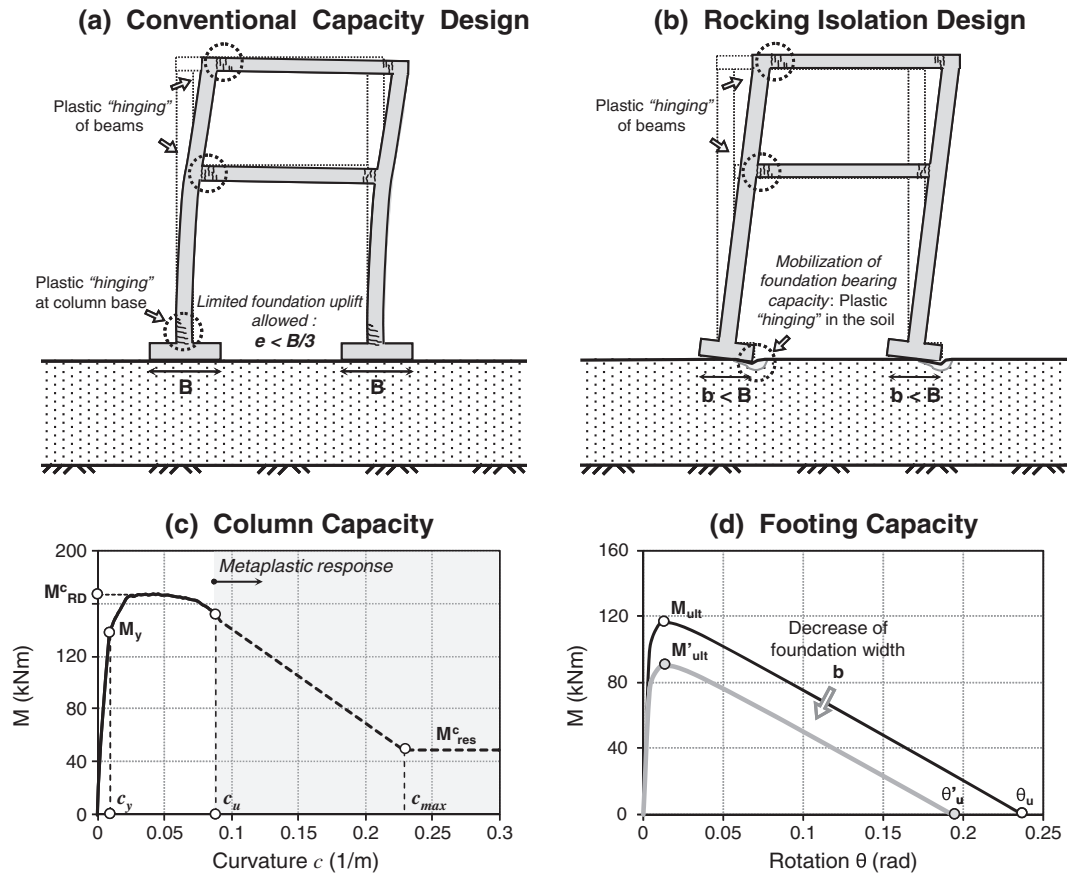 (a) Conventional Capacity Design
Plastic "hinging"
of beams
Plastic "hinging"
at column base
Limited foundation uplift
allowed :
e < B/3
B
B
(b) Rocking Isolation Design
Plastic "hinging"
of beams
Mobilization of
foundation bearing
capacity: Plastic
"hinging" in the soil
b < B
b < B
(c) Column Capacity
200
160
120
80
40
0
M (kNm)
M^c_RD
M_y
Metaplastic response
M^c_res
c_y
c_u
c_max
0 0.05 0.1 0.15 0.2 0.25 0.3
Curvature c (1/m)
(d) Footing Capacity
160
120
80
40
0
M (kNm)
M_ult
M'_ult
Decrease of
foundation width
b
θ'_u
θ_u
0 0.05 0.1 0.15 0.2 0.25
Rotation θ (rad)